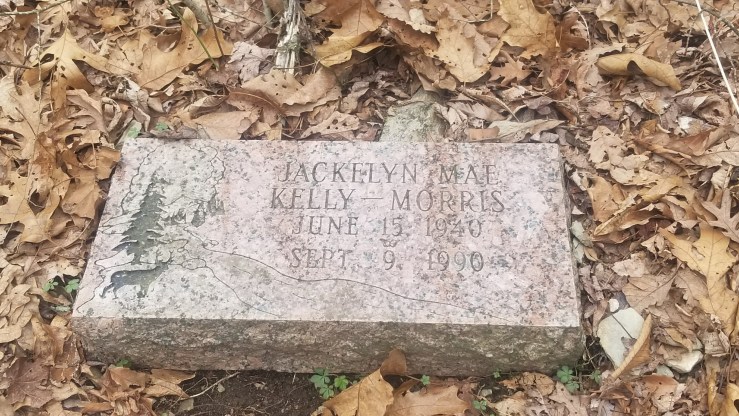 JACKELYN MAE
KELLY — MORRIS
JUNE 15 1940
SEPT. 9 1990